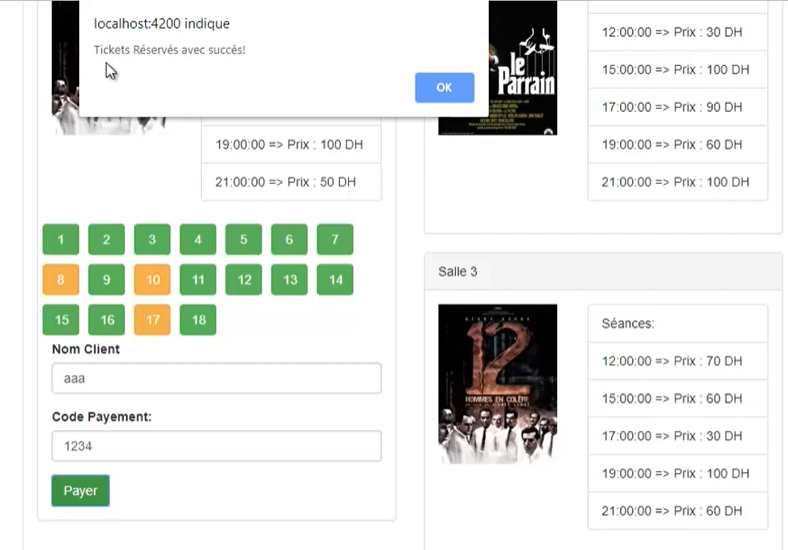 localhost:4200 indique
Tickets Réservés avec succès!
OK
19:00:00 => Prix : 100 DH
21:00:00 => Prix : 50 DH
1 2 3 4 5 6 7
8 9 10 11 12 13 14
15 16 17 18
Nom Client
aaa
Code Payement:
1234
Payer
le
Parrain
12:00:00 => Prix : 30 DH
15:00:00 => Prix : 100 DH
17:00:00 => Prix : 90 DH
19:00:00 => Prix : 60 DH
21:00:00 => Prix : 100 DH
Salle 3
12
HOMMES EN COLÈRE
Séances:
12:00:00 => Prix : 70 DH
15:00:00 => Prix : 60 DH
17:00:00 => Prix : 30 DH
19:00:00 => Prix : 100 DH
21:00:00 => Prix : 60 DH